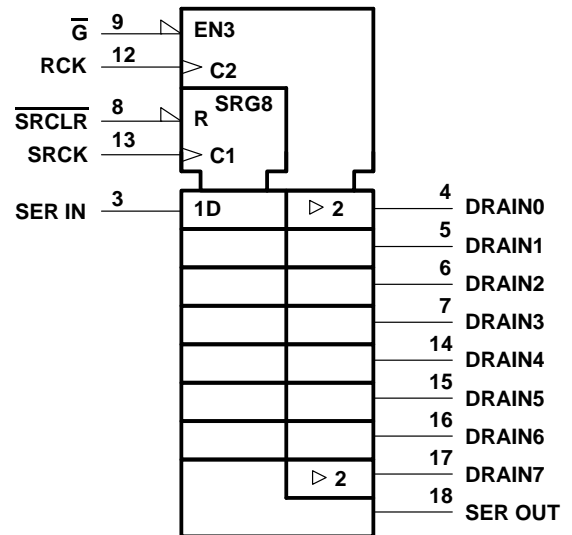 G̅ 9 EN3
RCK 12 C2
SRG8
S̅R̅C̅L̅R̅ 8 R
SRCK 13 C1
SER IN 3 1D 2 4 DRAIN0
5 DRAIN1
6 DRAIN2
7 DRAIN3
14 DRAIN4
15 DRAIN5
16 DRAIN6
2 17 DRAIN7
18 SER OUT